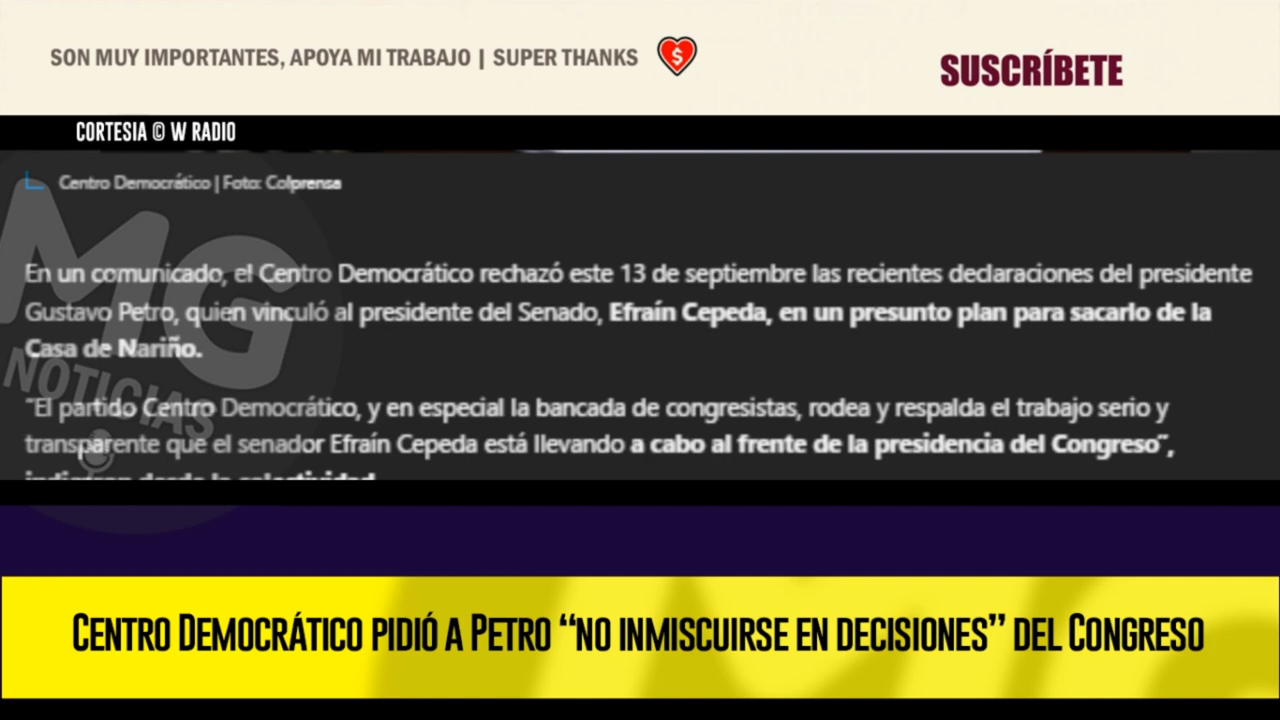 SON MUY IMPORTANTES, APOYA MI TRABAJO | SUPER THANKS
SUSCRÍBETE
CORTESIA © W RADIO
Centro Democrático | Foto: Colprensa
En un comunicado, el Centro Democrático rechazó este 13 de septiembre las recientes declaraciones del presidente
Gustavo Petro, quien vinculó al presidente del Senado, Efraín Cepeda, en un presunto plan para sacarlo de la
Casa de Nariño.
MG
NOTICIAS
"El partido Centro Democrático, y en especial la bancada de congresistas, rodea y respalda el trabajo serio y
transparente que el senador Efraín Cepeda está llevando a cabo al frente de la presidencia del Congreso",
CENTRO DEMOCRÁTICO PIDIÓ A PETRO “NO INMISCUIRSE EN DECISIONES” DEL CONGRESO